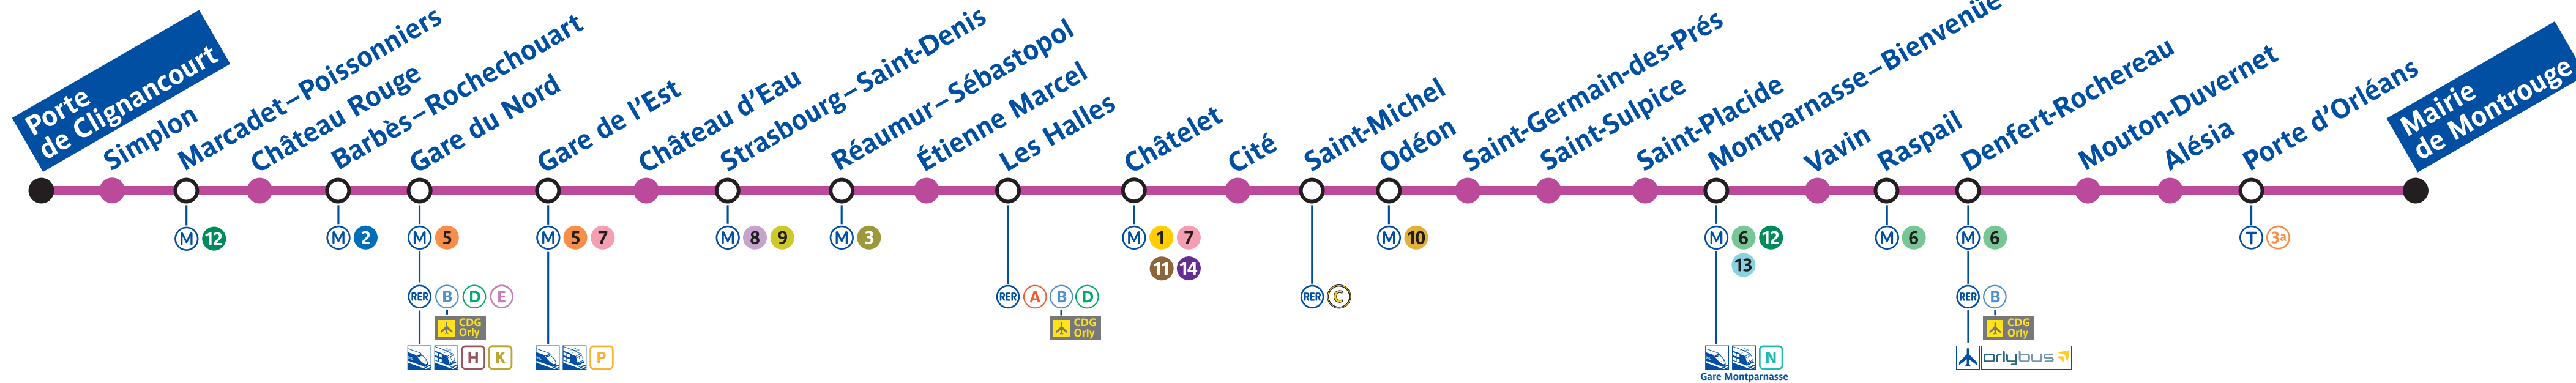 Porte
de Clignancourt
Simplon
Marcadet–Poissonniers
Château Rouge
Barbès–Rochechouart
Gare du Nord
Gare de l’Est
Château d’Eau
Strasbourg–Saint-Denis
Réaumur–Sébastopol
Étienne Marcel
Les Halles
Châtelet
Cité
Saint-Michel
Odéon
Saint-Germain-des-Prés
Saint-Sulpice
Saint-Placide
Montparnasse–Bienvenüe
Vavin
Raspail
Denfert-Rochereau
Mouton-Duvernet
Alésia
Porte d’Orléans
Mairie
de Montrouge
M 12
M 2
M 5
M 5 7
M 8 9
M 3
M 1 7
11 14
M 10
M 6 12
13
M 6
M 6
T 3a
RER B D E
CDG
Orly
H K
P
RER A B D
CDG
Orly
RER C
N
Gare Montparnasse
RER B
CDG
Orly
orlybus